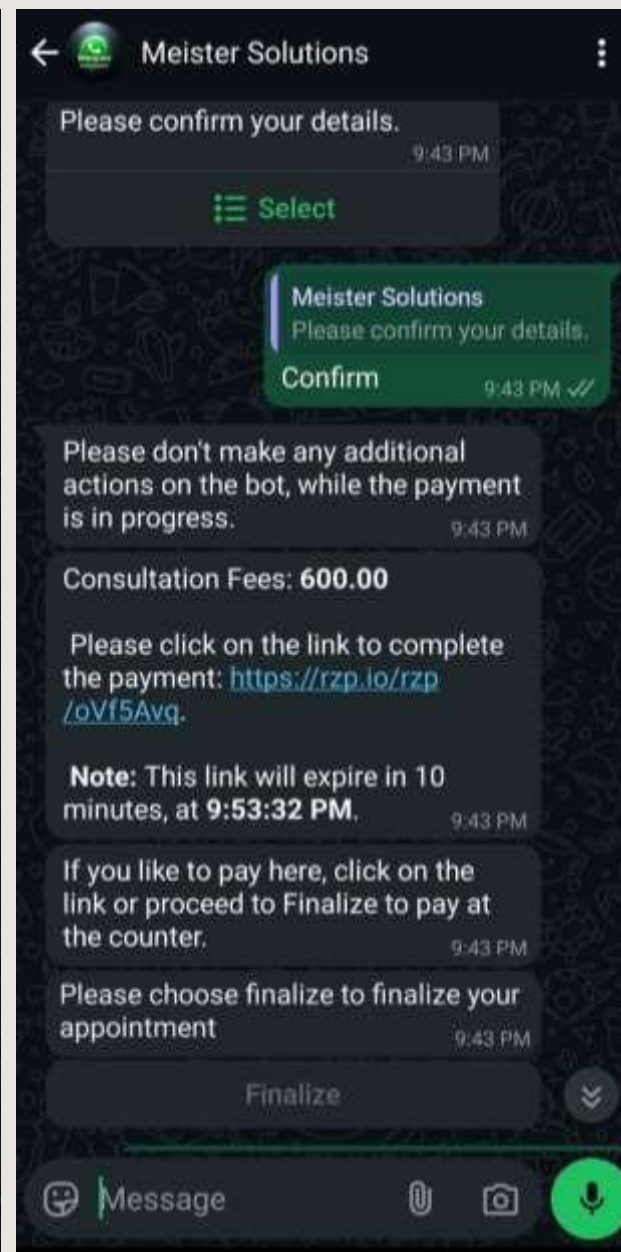 Meister Solutions
Please confirm your details.
9:43 PM
Select
Meister Solutions
Please confirm your details.
Confirm
9:43 PM
Please don't make any additional
actions on the bot, while the payment
is in progress.
9:43 PM
Consultation Fees: 600.00
Please click on the link to complete
the payment: https://rzp.io/rzp
/oVf5Avq.
Note: This link will expire in 10
minutes, at 9:53:32 PM.
9:43 PM
If you like to pay here, click on the
link or proceed to Finalize to pay at
the counter.
9:43 PM
Please choose finalize to finalize your
appointment
9:43 PM
Finalize
Message